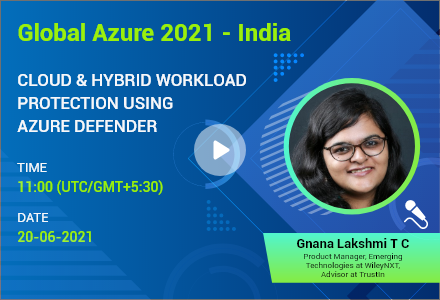 Global Azure 2021 - India
CLOUD & HYBRID WORKLOAD
PROTECTION USING
AZURE DEFENDER
TIME
11:00 (UTC/GMT+5:30)
DATE
20-06-2021
Gnana Lakshmi T C
Product Manager, Emerging
Technologies at WileyNXT,
Advisor at TrustIn